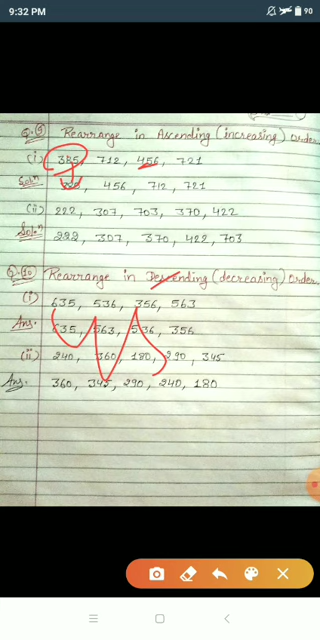 9:32 PM
90
Q.9 Rearrange in Ascending (increasing) Order
(i) 385, 712, 456, 721
Solⁿ , 456, 712, 721
(ii) 222, 307, 703, 370, 422
Solⁿ 222, 307, 370, 422, 703
Q.10 Rearrange in Descending (decreasing) Order
(i) 635, 536, 356, 563
Ans. 635, 563, 536, 356
(ii) 240, 360, 180, 290, 345
Ans. 360, 345, 290, 240, 180